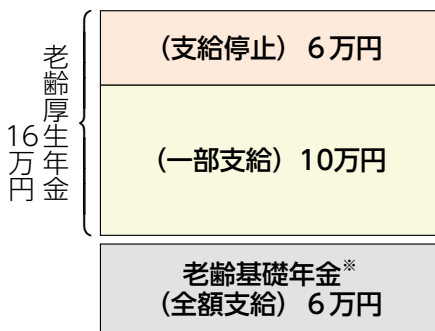 老齢厚生年金
16万円
（支給停止）６万円
（一部支給）10万円
老齢基礎年金※
（全額支給）６万円